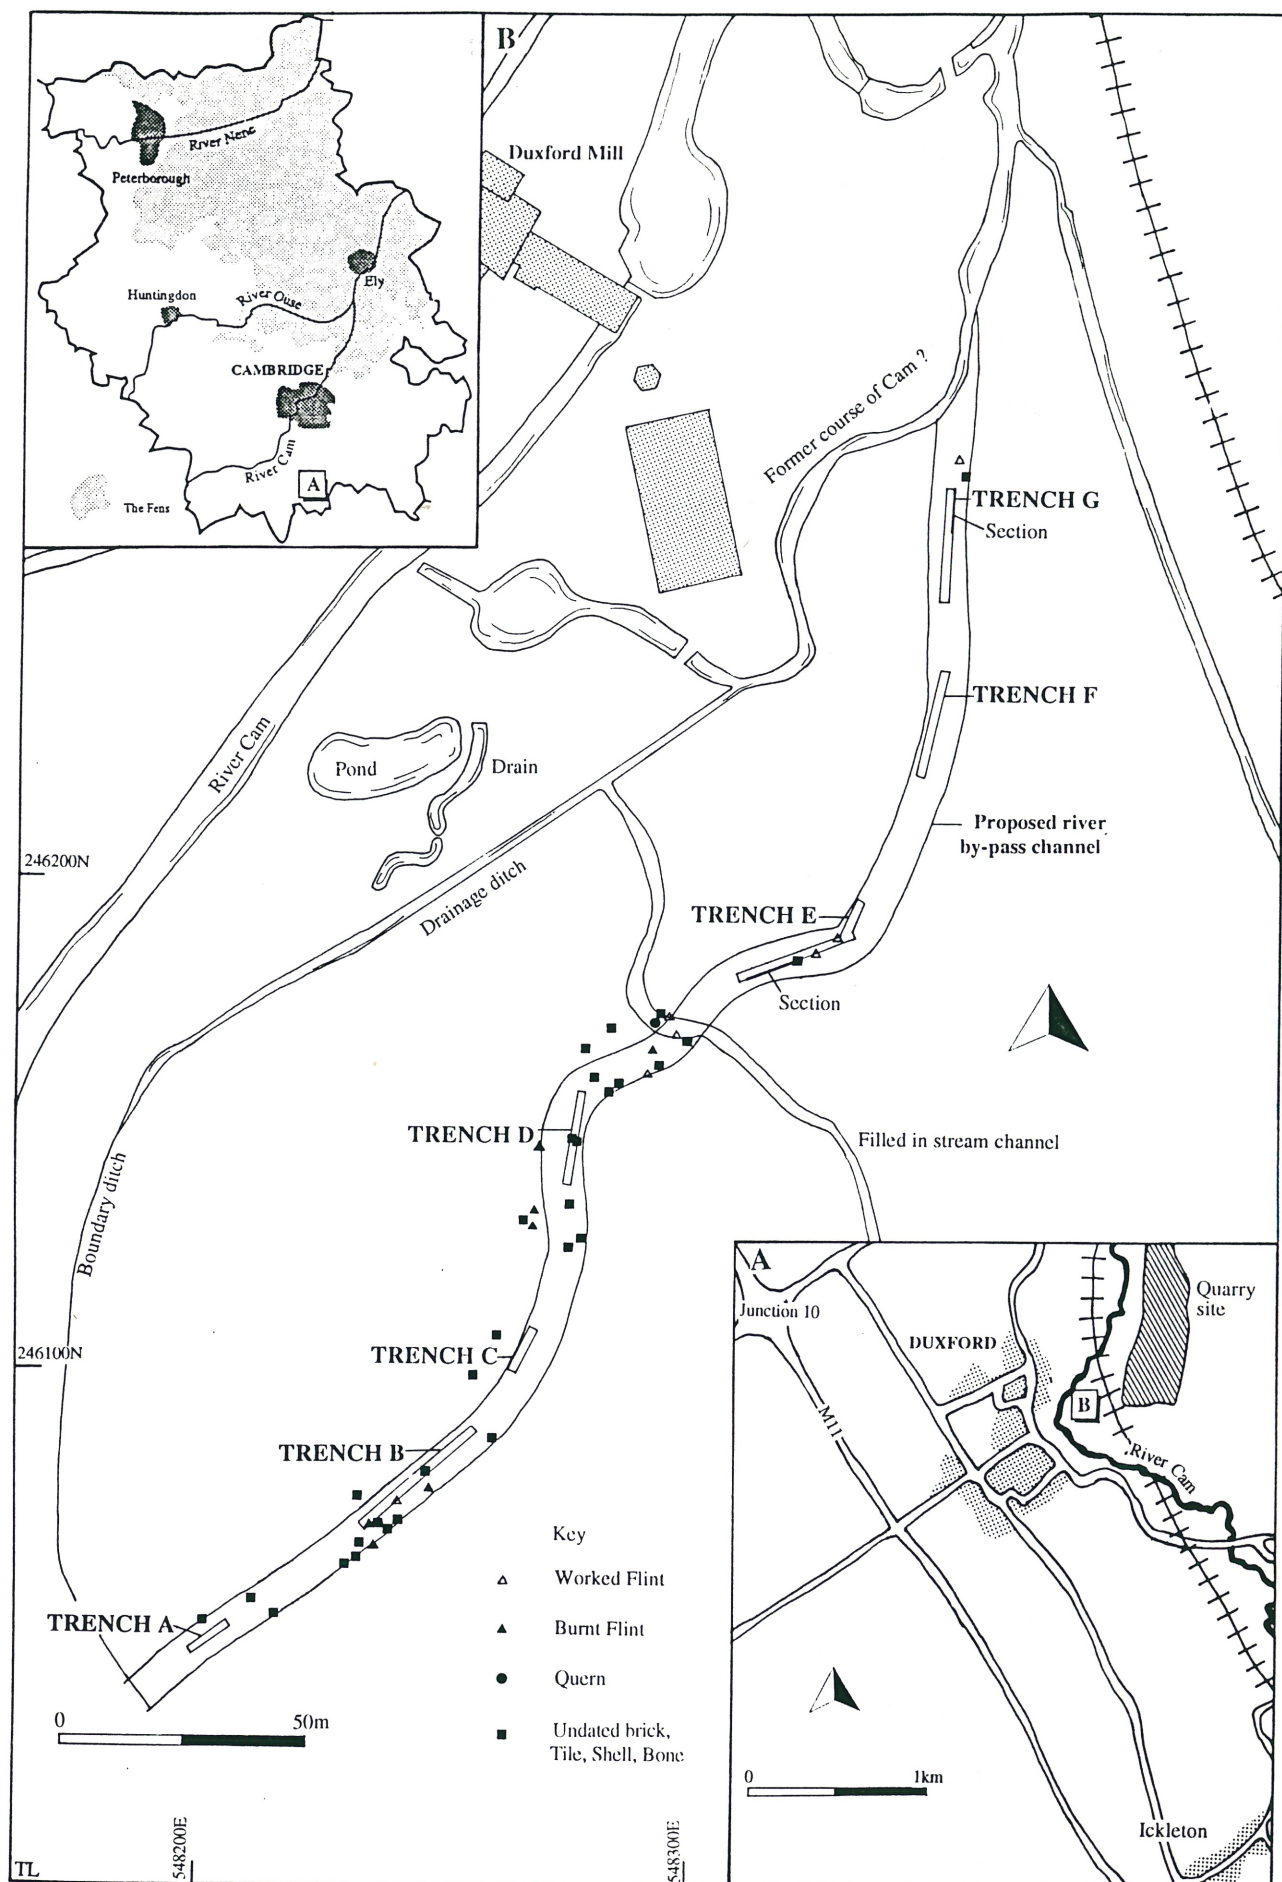 River Nene
Peterborough
Ely
Huntingdon
River Ouse
CAMBRIDGE
River Cam
A
The Fens
B
Duxford Mill
Former course of Cam ?
TRENCH G
Section
TRENCH F
River Cam
Pond
Drain
Proposed river
by-pass channel
246200N
Drainage ditch
TRENCH E
Section
TRENCH D
Filled in stream channel
Boundary ditch
246100N
TRENCH C
TRENCH B
TRENCH A
Key
Worked Flint
Burnt Flint
Quern
Undated brick,
Tile, Shell, Bone
0 50m
548200E
548300E
TL
A
Junction 10
Quarry
site
DUXFORD
M11
B
River Cam
0 1km
Ickleton